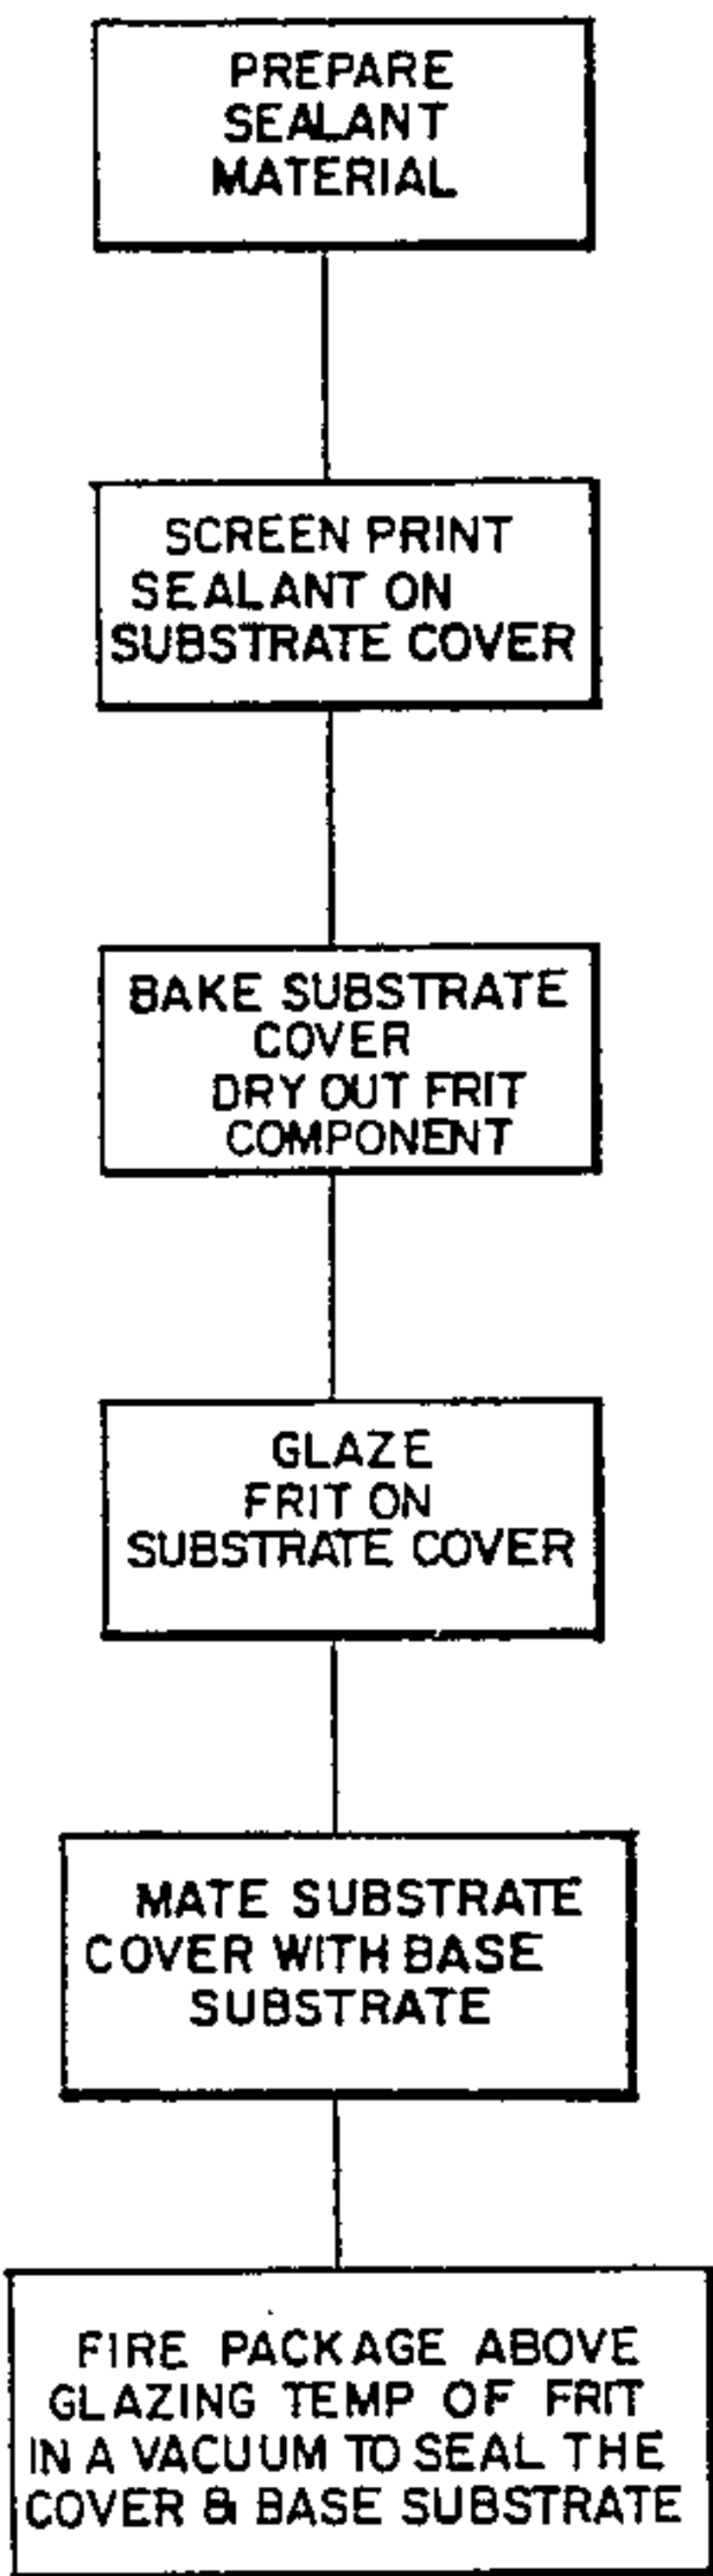 PREPARE
SEALANT
MATERIAL
SCREEN PRINT
SEALANT ON
SUBSTRATE COVER
BAKE SUBSTRATE
COVER
DRY OUT FRIT
COMPONENT
GLAZE
FRIT ON
SUBSTRATE COVER
MATE SUBSTRATE
COVER WITH BASE
SUBSTRATE
FIRE PACKAGE ABOVE
GLAZING TEMP OF FRIT
IN A VACUUM TO SEAL THE
COVER & BASE SUBSTRATE